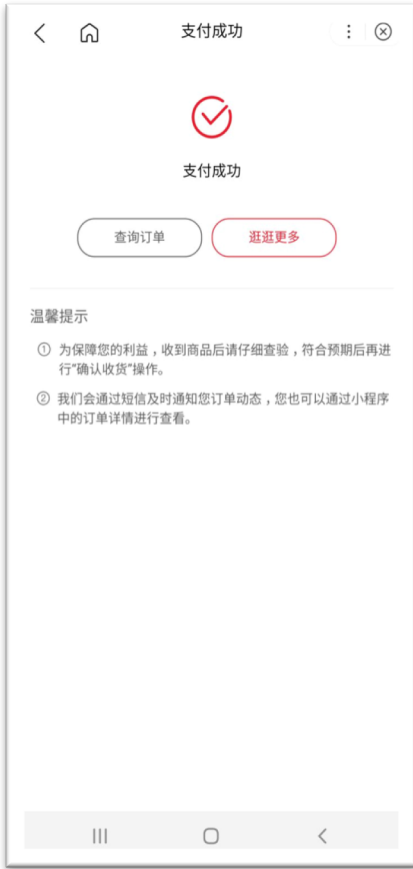 支付成功
支付成功
查询订单
逛逛更多
温馨提示
① 为保障您的利益，收到商品后请仔细查验，符合预期后再进
行“确认收货”操作。
② 我们会通过短信及时通知您订单动态，您也可以通过小程序
中的订单详情进行查看。